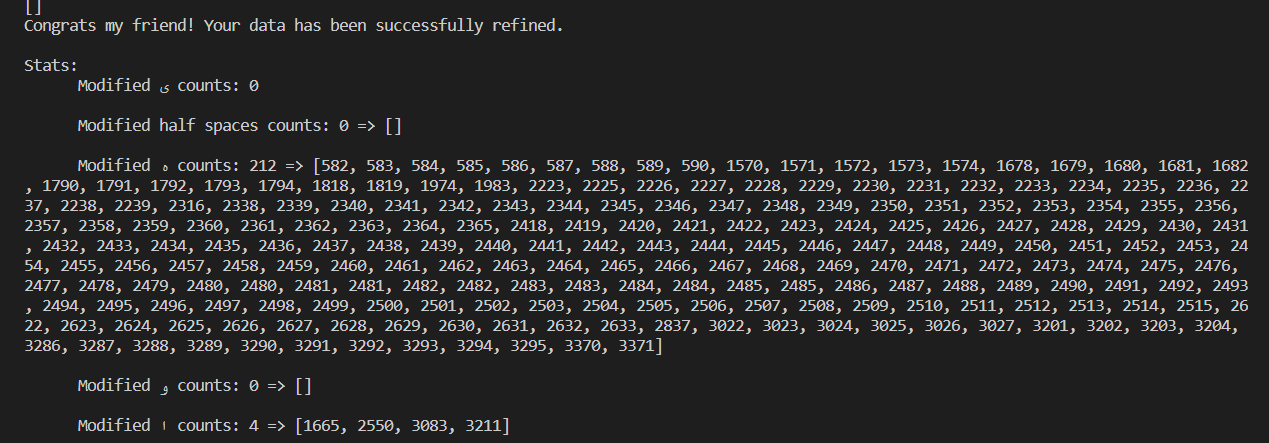 []
Congrats my friend! Your data has been successfully refined.
Stats:
Modified ی counts: 0
Modified half spaces counts: 0 => []
Modified ه counts: 212 => [582, 583, 584, 585, 586, 587, 588, 589, 590, 1570, 1571, 1572, 1573, 1574, 1678, 1679, 1680, 1681, 1682
, 1790, 1791, 1792, 1793, 1794, 1818, 1819, 1974, 1983, 2223, 2225, 2226, 2227, 2228, 2229, 2230, 2231, 2232, 2233, 2234, 2235, 2236, 22
37, 2238, 2239, 2316, 2338, 2339, 2340, 2341, 2342, 2343, 2344, 2345, 2346, 2347, 2348, 2349, 2350, 2351, 2352, 2353, 2354, 2355, 2356,
2357, 2358, 2359, 2360, 2361, 2362, 2363, 2364, 2365, 2418, 2419, 2420, 2421, 2422, 2423, 2424, 2425, 2426, 2427, 2428, 2429, 2430, 2431
, 2432, 2433, 2434, 2435, 2436, 2437, 2438, 2439, 2440, 2441, 2442, 2443, 2444, 2445, 2446, 2447, 2448, 2449, 2450, 2451, 2452, 2453, 24
54, 2455, 2456, 2457, 2458, 2459, 2460, 2461, 2462, 2463, 2464, 2465, 2466, 2467, 2468, 2469, 2470, 2471, 2472, 2473, 2474, 2475, 2476,
2477, 2478, 2479, 2480, 2480, 2481, 2481, 2482, 2482, 2483, 2483, 2484, 2484, 2485, 2485, 2486, 2487, 2488, 2489, 2490, 2491, 2492, 2493
, 2494, 2495, 2496, 2497, 2498, 2499, 2500, 2501, 2502, 2503, 2504, 2505, 2506, 2507, 2508, 2509, 2510, 2511, 2512, 2513, 2514, 2515, 26
22, 2623, 2624, 2625, 2626, 2627, 2628, 2629, 2630, 2631, 2632, 2633, 2837, 3022, 3023, 3024, 3025, 3026, 3027, 3201, 3202, 3203, 3204,
3286, 3287, 3288, 3289, 3290, 3291, 3292, 3293, 3294, 3295, 3370, 3371]
Modified و counts: 0 => []
Modified ا counts: 4 => [1665, 2550, 3083, 3211]